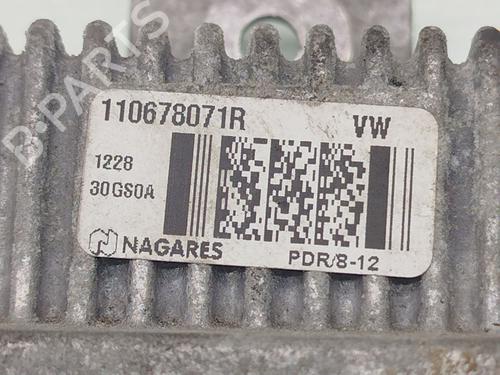 B-PARTS
110678071R VW
1228
30GS0A
NAGARES PDR/8-12